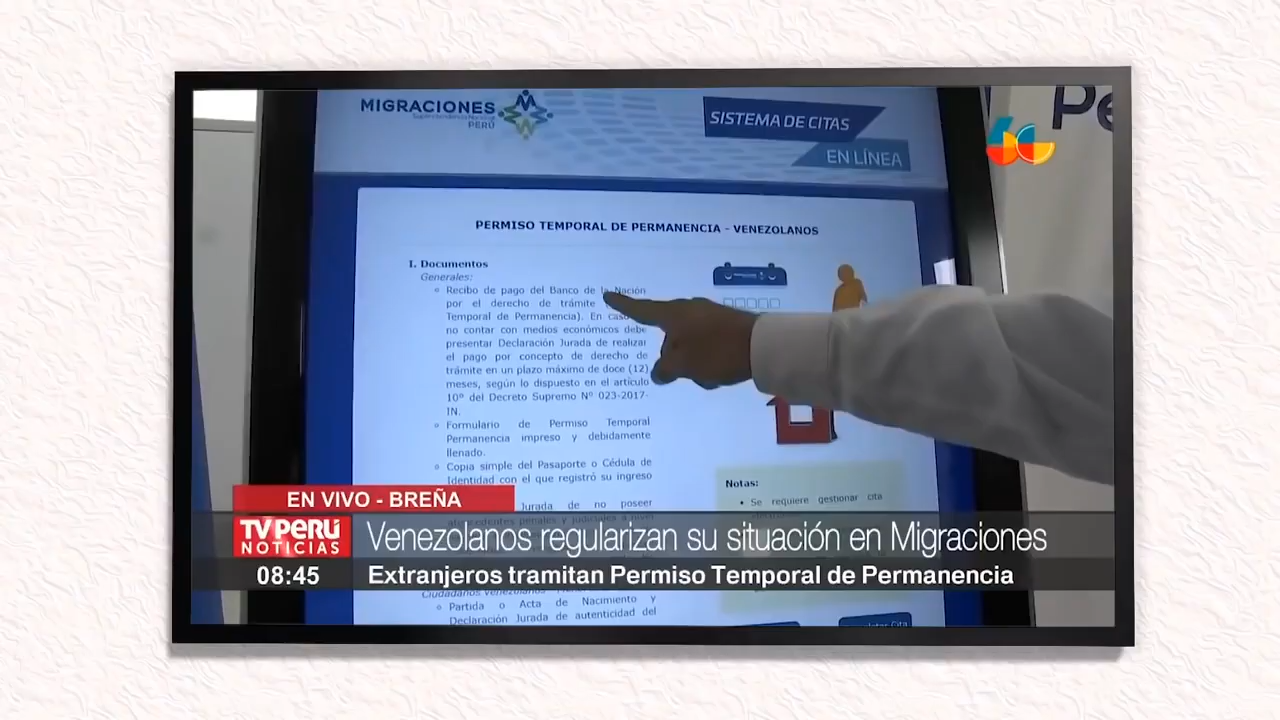 MIGRACIONES
Superintendencia Nacional
PERÚ
SISTEMA DE CITAS
EN LÍNEA
Pe
PERMISO TEMPORAL DE PERMANENCIA - VENEZOLANOS
I. Documentos
Generales:
Recibo de pago del Banco de la Nación
por el derecho de trámite
Temporal de Permanencia). En caso
no contar con medios económicos debe
presentar Declaración Jurada de realizar
el pago por concepto de derecho de
trámite en un plazo máximo de doce (12)
meses, según lo dispuesto en el artículo
10º del Decreto Supremo Nº 023-2017-
IN.
Formulario de Permiso Temporal
Permanencia impreso y debidamente
llenado.
Copia simple del Pasaporte o Cédula de
Identidad con el que registró su ingreso
Jurada de no poseer
Notas:
Se requiere gestionar cita
EN VIVO - BREÑA
TVPERÚ
NOTICIAS
08:45
Venezolanos regularizan su situación en Migraciones
Extranjeros tramitan Permiso Temporal de Permanencia
Partida o Acta de Nacimiento y
Declaración Jurada de autenticidad del
Cita